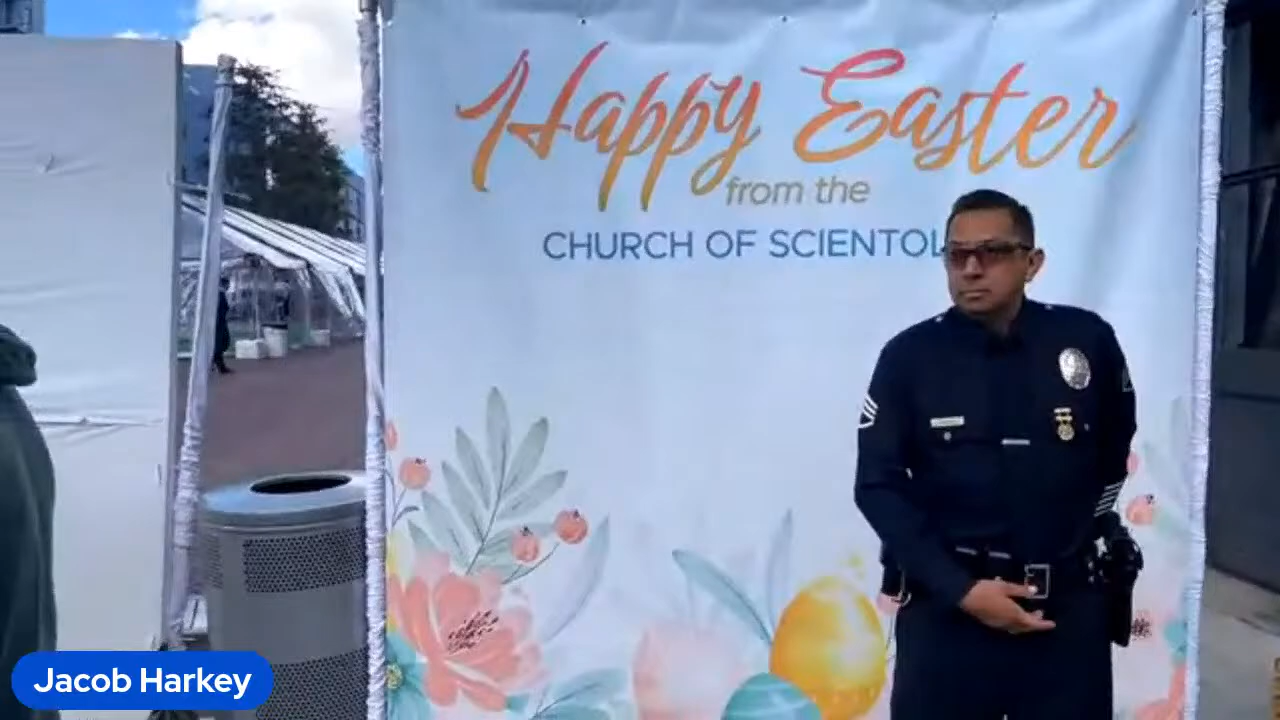 Happy Easter
from the
CHURCH OF SCIENTOL
Jacob Harkey